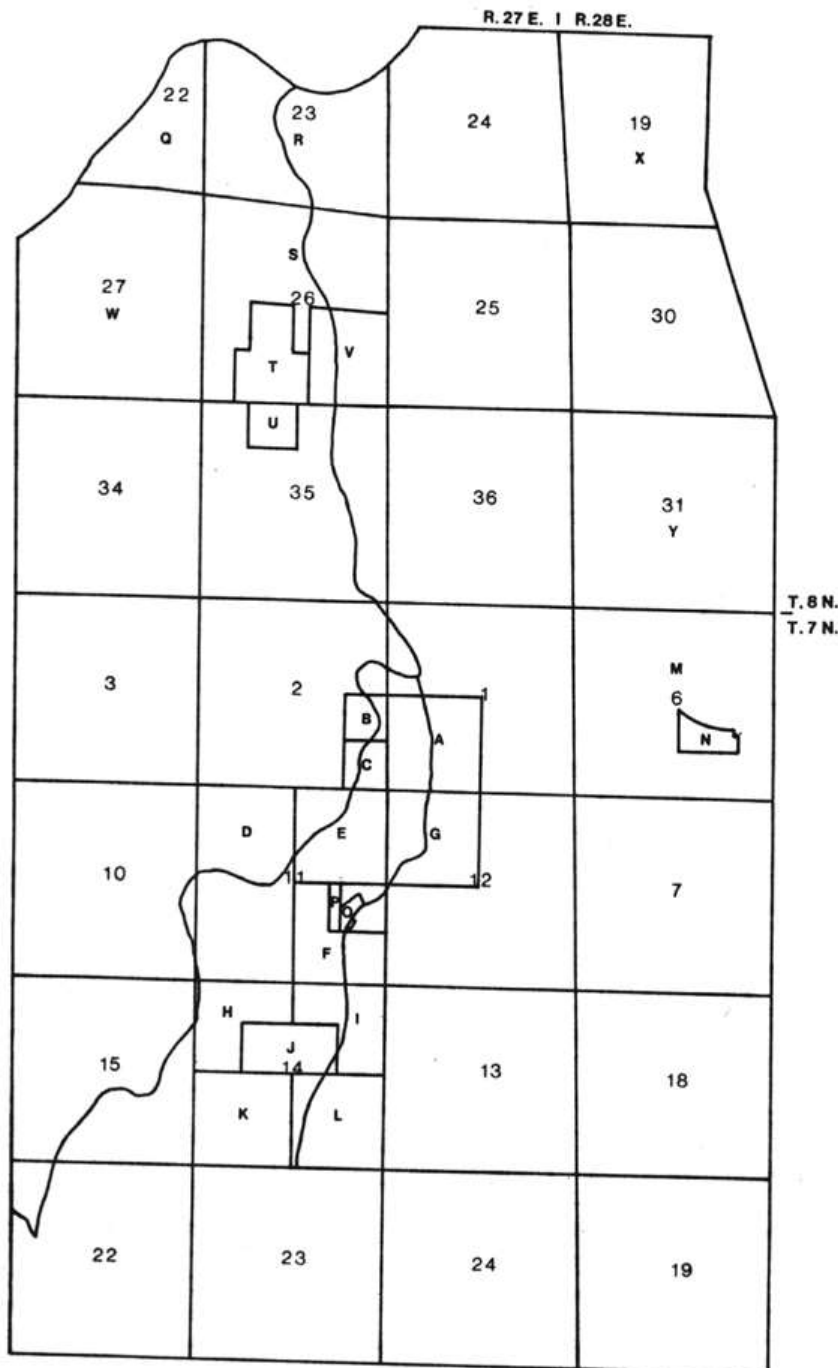 R. 27 E. | R. 28 E.
22
23
24
19
Q
R
X
S
27
26
25
30
W
V
T
U
34
35
36
31
Y
T. 8 N.
T. 7 N.
3
2
1
M
6
B
A
N
C
D
E
G
10
11
12
7
P
O
F
H
I
J
15
14
13
18
K
L
22
23
24
19